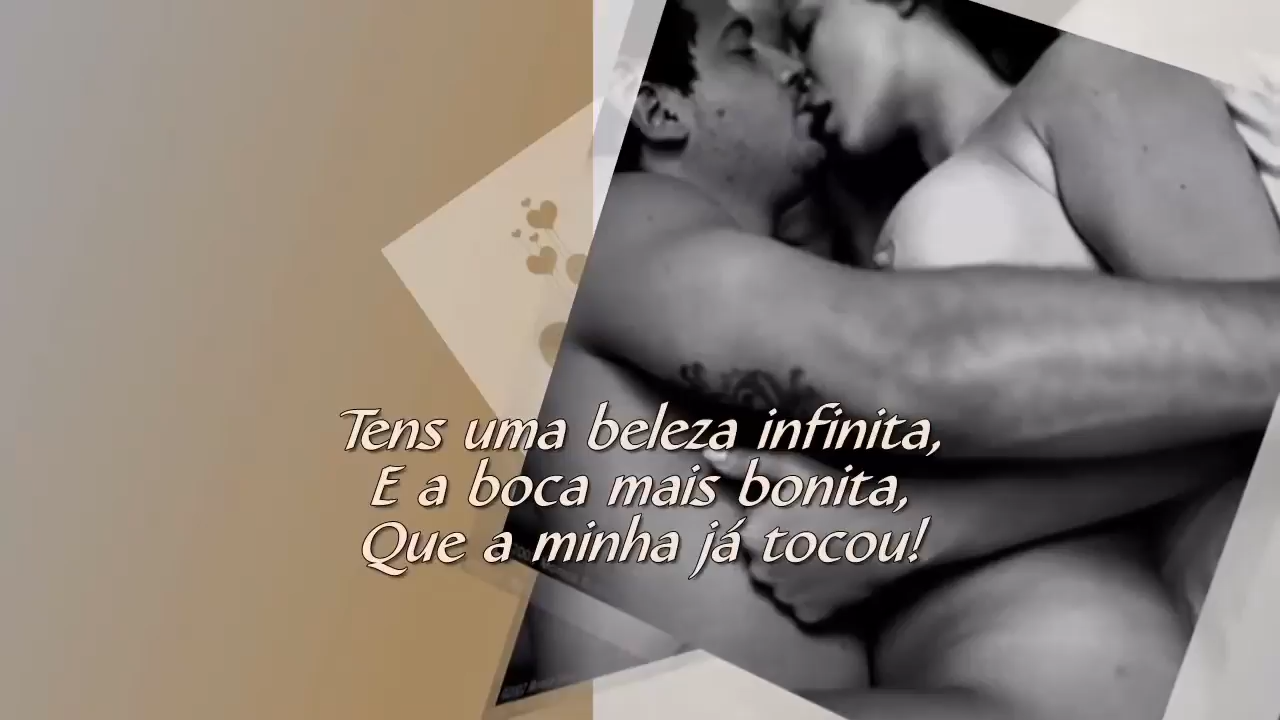 Tens uma beleza infinita,
E a boca mais bonita,
Que a minha já tocou!